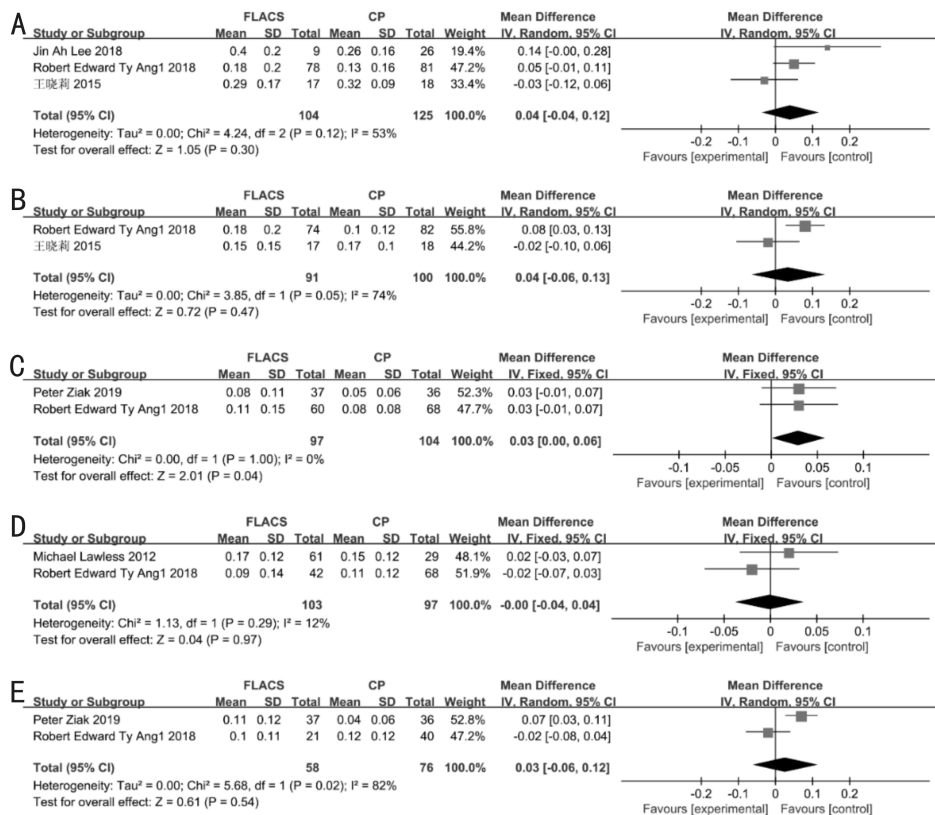 A
FLACS CP Mean Difference Mean Difference
Study or Subgroup Mean SD Total Mean SD Total Weight IV. Random. 95% CI IV. Random. 95% CI
Jin Ah Lee 2018 0.4 0.2 9 0.26 0.16 26 19.4% 0.14 [-0.00, 0.28]
Robert Edward Ty Ang1 2018 0.18 0.2 78 0.13 0.16 81 47.2% 0.05 [-0.01, 0.11]
王晓莉 2015 0.29 0.17 17 0.32 0.09 18 33.4% -0.03 [-0.12, 0.06]
Total (95% CI) 104 125 100.0% 0.04 [-0.04, 0.12]
Heterogeneity: Tau² = 0.00; Chi² = 4.24, df = 2 (P = 0.12); I² = 53%
Test for overall effect: Z = 1.05 (P = 0.30)
-0.2 -0.1 0 0.1 0.2
Favours [experimental] Favours [control]
B
FLACS CP Mean Difference Mean Difference
Study or Subgroup Mean SD Total Mean SD Total Weight IV. Random. 95% CI IV. Random. 95% CI
Robert Edward Ty Ang1 2018 0.18 0.2 74 0.1 0.12 82 55.8% 0.08 [0.03, 0.13]
王晓莉 2015 0.15 0.15 17 0.17 0.1 18 44.2% -0.02 [-0.10, 0.06]
Total (95% CI) 91 100 100.0% 0.04 [-0.06, 0.13]
Heterogeneity: Tau² = 0.00; Chi² = 3.85, df = 1 (P = 0.05); I² = 74%
Test for overall effect: Z = 0.72 (P = 0.47)
-0.2 -0.1 0 0.1 0.2
Favours [experimental] Favours [control]
C
FLACS CP Mean Difference Mean Difference
Study or Subgroup Mean SD Total Mean SD Total Weight IV. Fixed. 95% CI IV. Fixed. 95% CI
Peter Ziak 2019 0.08 0.11 37 0.05 0.06 36 52.3% 0.03 [-0.01, 0.07]
Robert Edward Ty Ang1 2018 0.11 0.15 60 0.08 0.08 68 47.7% 0.03 [-0.01, 0.07]
Total (95% CI) 97 104 100.0% 0.03 [0.00, 0.06]
Heterogeneity: Chi² = 0.00, df = 1 (P = 1.00); I² = 0%
Test for overall effect: Z = 2.01 (P = 0.04)
-0.1 -0.05 0 0.05 0.1
Favours [experimental] Favours [control]
D
FLACS CP Mean Difference Mean Difference
Study or Subgroup Mean SD Total Mean SD Total Weight IV. Fixed. 95% CI IV. Fixed. 95% CI
Michael Lawless 2012 0.17 0.12 61 0.15 0.12 29 48.1% 0.02 [-0.03, 0.07]
Robert Edward Ty Ang1 2018 0.09 0.14 42 0.11 0.12 68 51.9% -0.02 [-0.07, 0.03]
Total (95% CI) 103 97 100.0% -0.00 [-0.04, 0.04]
Heterogeneity: Chi² = 1.13, df = 1 (P = 0.29); I² = 12%
Test for overall effect: Z = 0.04 (P = 0.97)
-0.1 -0.05 0 0.05 0.1
Favours [experimental] Favours [control]
E
FLACS CP Mean Difference Mean Difference
Study or Subgroup Mean SD Total Mean SD Total Weight IV. Random. 95% CI IV. Random. 95% CI
Peter Ziak 2019 0.11 0.12 37 0.04 0.06 36 52.8% 0.07 [0.03, 0.11]
Robert Edward Ty Ang1 2018 0.1 0.11 21 0.12 0.12 40 47.2% -0.02 [-0.08, 0.04]
Total (95% CI) 58 76 100.0% 0.03 [-0.06, 0.12]
Heterogeneity: Tau² = 0.00; Chi² = 5.68, df = 1 (P = 0.02); I² = 82%
Test for overall effect: Z = 0.61 (P = 0.54)
-0.2 -0.1 0 0.1 0.2
Favours [experimental] Favours [control]